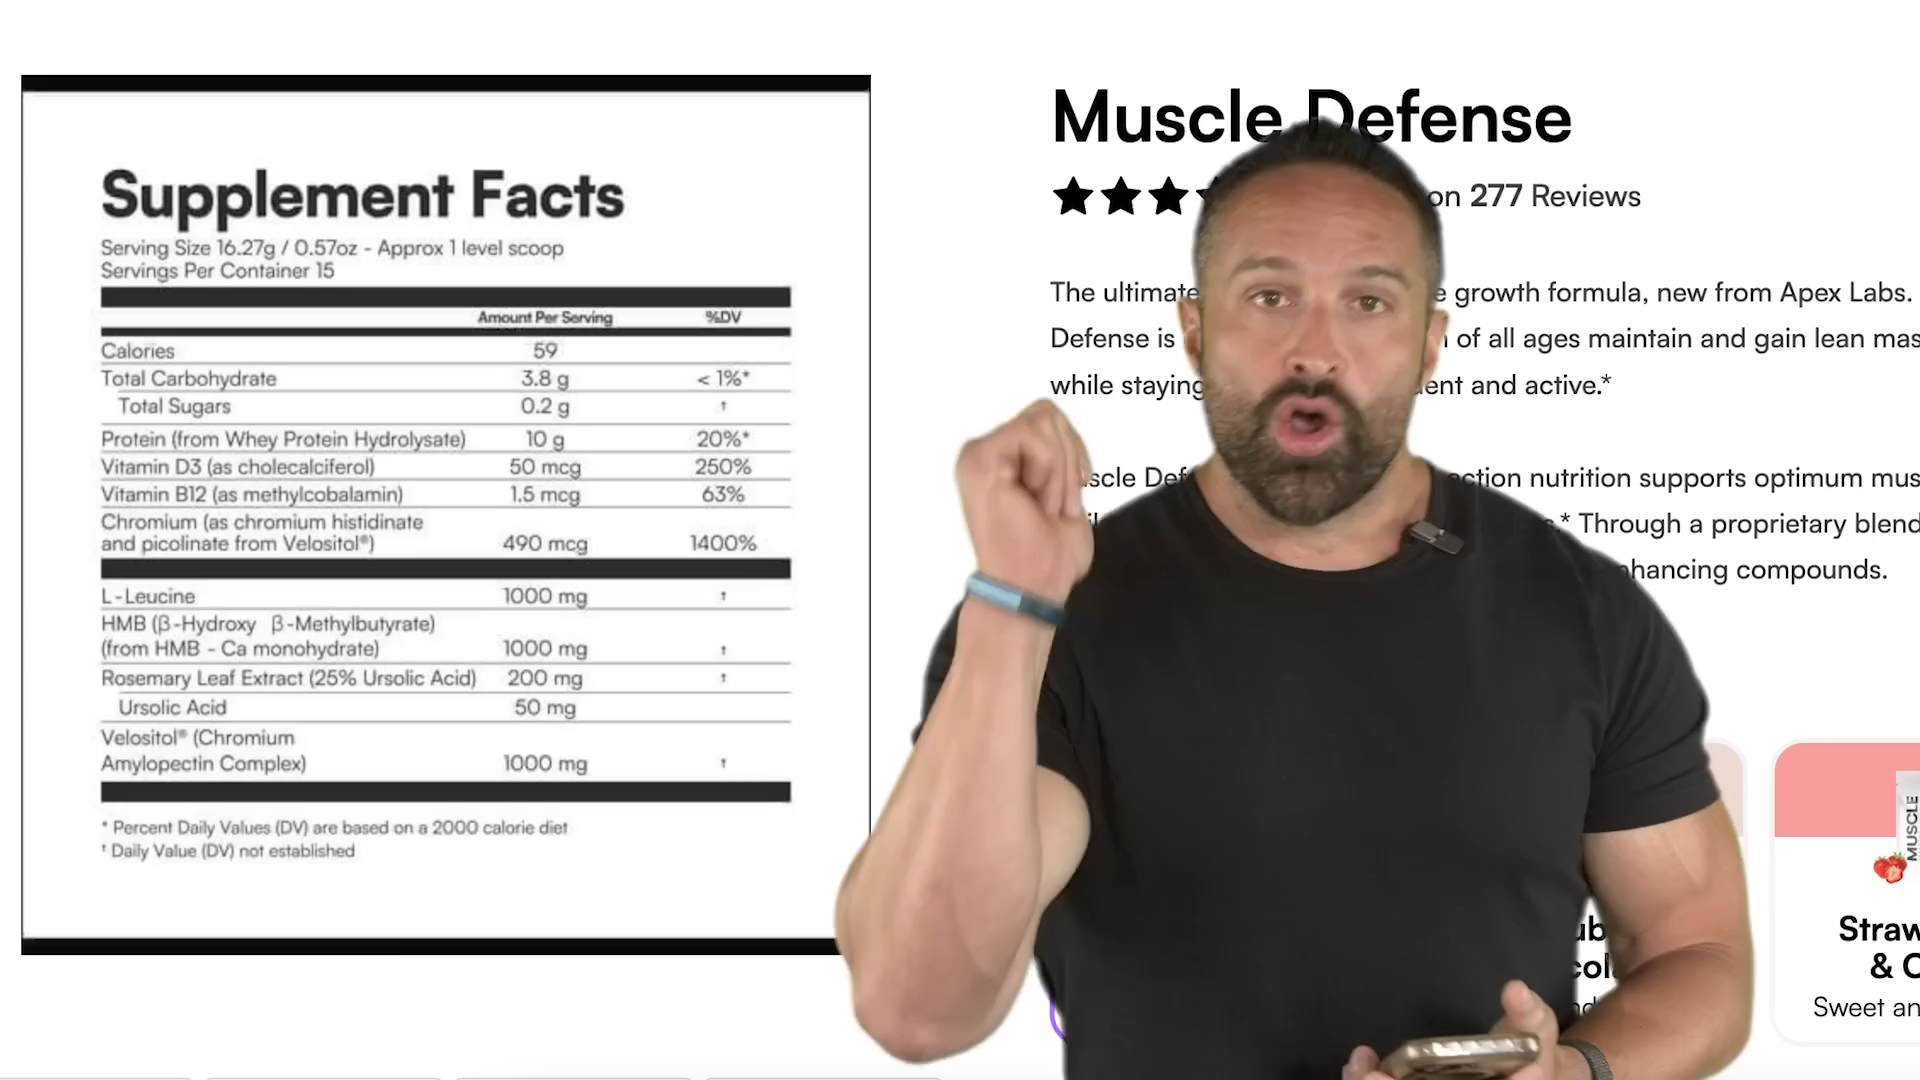 Supplement Facts
Serving Size 16.27g / 0.57oz - Approx 1 level scoop
Servings Per Container 15
Amount Per Serving %DV
Calories 59
Total Carbohydrate 3.8 g < 1%*
Total Sugars 0.2 g †
Protein (from Whey Protein Hydrolysate) 10 g 20%*
Vitamin D3 (as cholecalciferol) 50 mcg 250%
Vitamin B12 (as methylcobalamin) 1.5 mcg 63%
Chromium (as chromium histidinate
and picolinate from Velositol®) 490 mcg 1400%
L-Leucine 1000 mg †
HMB (β-Hydroxy β-Methylbutyrate)
(from HMB - Ca monohydrate) 1000 mg †
Rosemary Leaf Extract (25% Ursolic Acid) 200 mg †
Ursolic Acid 50 mg
Velositol® (Chromium
Amylopectin Complex) 1000 mg †
* Percent Daily Values (DV) are based on a 2000 calorie diet
† Daily Value (DV) not established
Muscle Defense
on 277 Reviews
The ultimate growth formula, new from Apex Labs.
Defense is of all ages maintain and gain lean mas
while staying ent and active.*
scle Def ction nutrition supports optimum mus
.* Through a proprietary blend
hancing compounds.
MUSCLE
Straw
& C
Sweet an